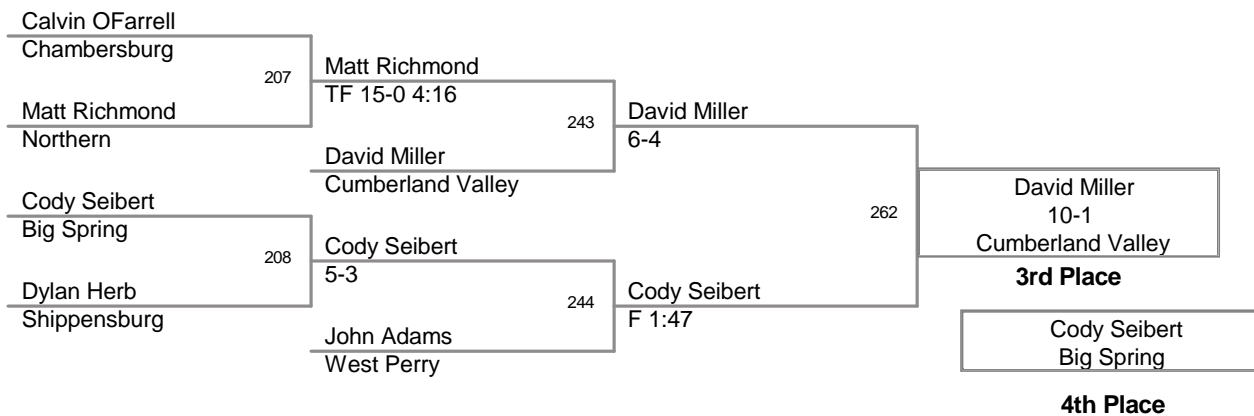 Calvin OFarrell
Chambersburg
207
Matt Richmond
TF 15-0 4:16
Matt Richmond
Northern
243
David Miller
6-4
David Miller
Cumberland Valley
Cody Seibert
Big Spring
208
Cody Seibert
5-3
Dylan Herb
Shippensburg
244
Cody Seibert
F 1:47
John Adams
West Perry
262
David Miller
10-1
Cumberland Valley
3rd Place
Cody Seibert
Big Spring
4th Place